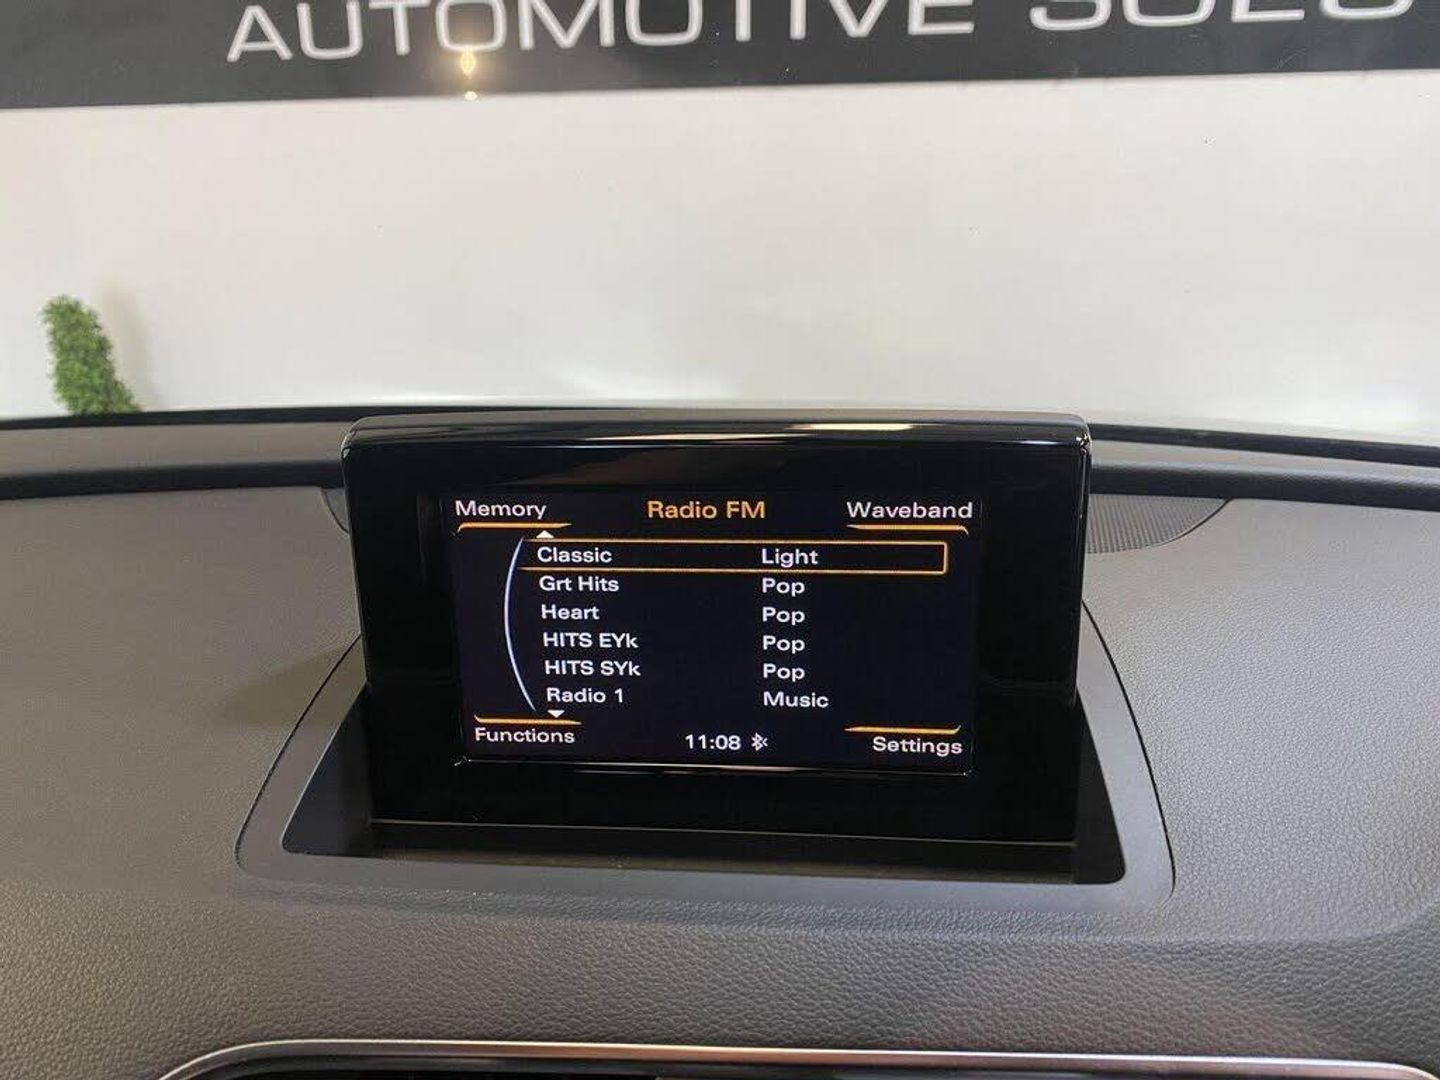 AUTOMOTIVE
Memory Radio FM Waveband
Classic Light
Grt Hits Pop
Heart Pop
HITS EYk Pop
HITS SYk Pop
Radio 1 Music
Functions 11:08 Settings